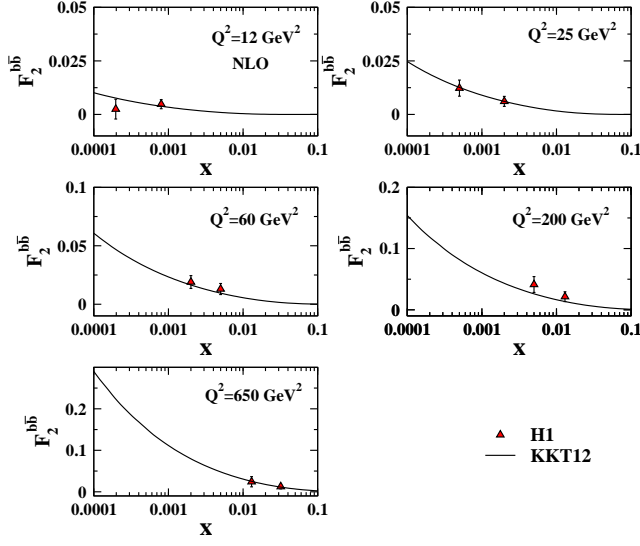 0.05
Q²=12 GeV²
NLO
0.025
0
F₂^bb̅
0.0001 0.001 0.01 0.1
x
0.05
Q²=25 GeV²
0.025
0
F₂^bb̅
0.0001 0.001 0.01 0.1
x
0.1
Q²=60 GeV²
0.05
0
F₂^bb̅
0.0001 0.001 0.01 0.1
x
0.2
Q²=200 GeV²
0.1
0
F₂^bb̅
0.0001 0.001 0.01 0.1
x
Q²=650 GeV²
0.2
0.1
0
F₂^bb̅
0.0001 0.001 0.01 0.1
x
H1
KKT12